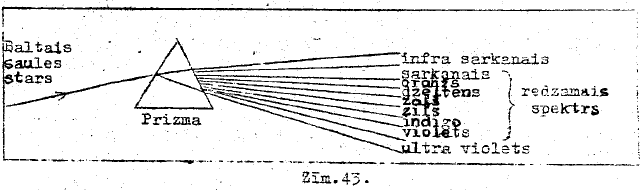 Baltais
saules
stars
Prizma
infra sarkanais
sarkanais
oranžs
dzeltens
zaļš
zils
indigo
violets
ultra violets
redzamais
spektrs
Zīm.43.